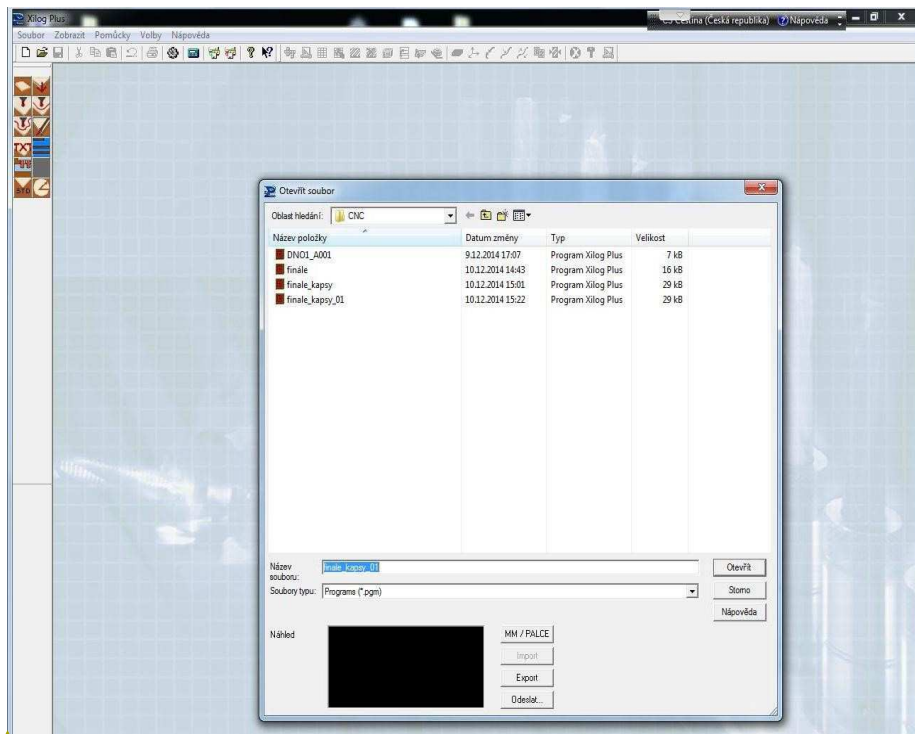 Xilog Plus
Čeština (Česká republika) Nápověda
Soubor Zobrazit Pomůcky Volby Nápověda
TXT
STO
Otevřít soubor
Oblast hledání: CNC
Název položky Datum změny Typ Velikost
DNO1_A001 9.12.2014 17:07 Program Xilog Plus 7 kB
finále 10.12.2014 14:43 Program Xilog Plus 16 kB
finale_kapsy 10.12.2014 15:01 Program Xilog Plus 29 kB
finale_kapsy_01 10.12.2014 15:22 Program Xilog Plus 29 kB
Název souboru: finale_kapsy_01 Otevřít
Soubory typu: Programs (*.pgm) Storno
Nápověda
Náhled MM / PALCE
Import
Export
Odeslat...